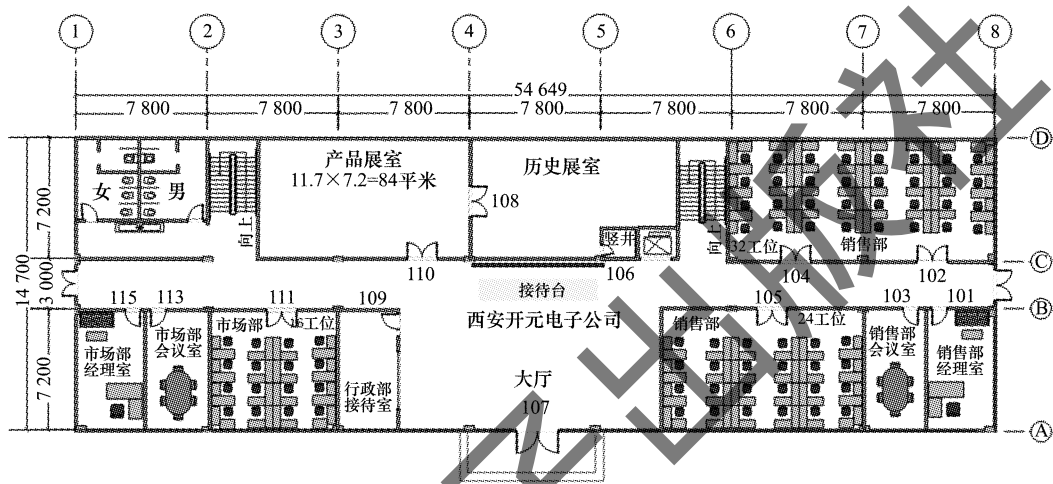 1 2 3 4 5 6 7 8
54 649
7 800 7 800 7 800 7 800 7 800 7 800 7 800
D
女 男
产品展室
11.7×7.2=84平米
历史展室
108
7 200
向上
竖井
向上
32工位
销售部
C
110
106
104
102
14 700
3 000
接待台
115 113 111 109
105 103 101
B
西安开元电子公司
市场部
经理室
市场部
会议室
市场部
16工位
行政部
接待室
销售部
24工位
销售部
会议室
销售部
经理室
7 200
大厅
107
A
出版社